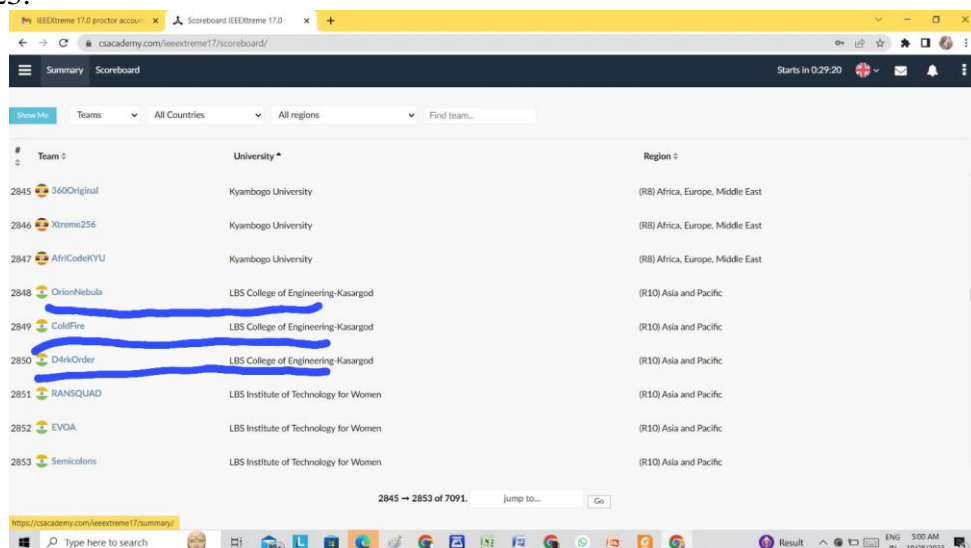 23.
IEEEXtreme 17.0 proctor accoun
Scoreboard IEEEXtreme 17.0
csacademy.com/ieeextreme17/scoreboard/
Summary Scoreboard Starts in 0:29:20
Show Me Teams All Countries All regions Find team...
# Team University Region
2845 360Original Kyambogo University (R8) Africa, Europe, Middle East
2846 Xtreme256 Kyambogo University (R8) Africa, Europe, Middle East
2847 AfriCodeKYU Kyambogo University (R8) Africa, Europe, Middle East
2848 OrionNebula LBS College of Engineering-Kasargod (R10) Asia and Pacific
2849 ColdFire LBS College of Engineering-Kasargod (R10) Asia and Pacific
2850 D4rkOrder LBS College of Engineering-Kasargod (R10) Asia and Pacific
2851 RANSQUAD LBS Institute of Technology for Women (R10) Asia and Pacific
2852 EVOA LBS Institute of Technology for Women (R10) Asia and Pacific
2853 Semicolons LBS Institute of Technology for Women (R10) Asia and Pacific
2845 → 2853 of 7091. jump to... Go
https://csacademy.com/ieeextreme17/summary/
Type here to search Result ENG 5:00 AM
IN 10/28/2023